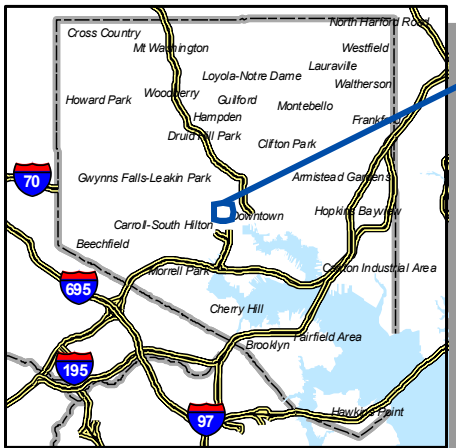 North Harford Road
Cross Country
Mt Washington
Westfield
Lauraville
Loyola-Notre Dame
Waltherson
Woodberry
Howard Park
Guilford
Montebello
Hampden
Frankford
Druid Hill Park
Clifton Park
70
Gwynns Falls-Leakin Park
Armistead Gardens
Downtown
Hopkins Bayview
Carroll-South Hilton
Beechfield
Morrell Park
Canton Industrial Area
695
Cherry Hill
Fairfield Area
Brooklyn
195
Hawkins Point
97